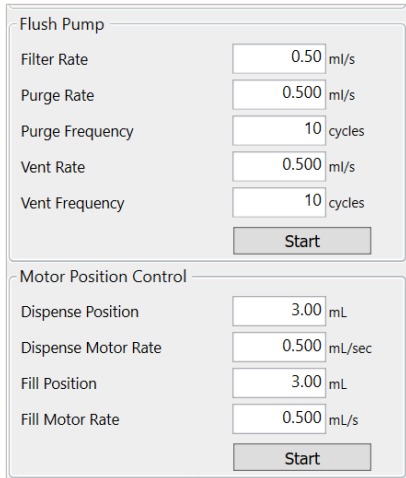 Flush Pump
Filter Rate 0.50 ml/s
Purge Rate 0.500 ml/s
Purge Frequency 10 cycles
Vent Rate 0.500 ml/s
Vent Frequency 10 cycles
Start
Motor Position Control
Dispense Position 3.00 mL
Dispense Motor Rate 0.500 mL/sec
Fill Position 3.00 mL
Fill Motor Rate 0.500 mL/s
Start